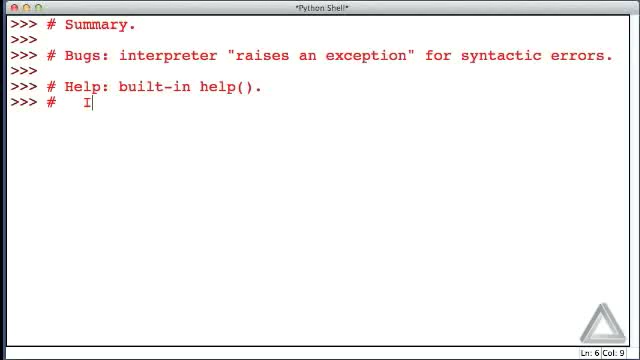 *Python Shell*
>>> # Summary.
>>>
>>> # Bugs: interpreter "raises an exception" for syntactic errors.
>>>
>>> # Help: built-in help().
>>> #   I
Ln: 6 Col: 9